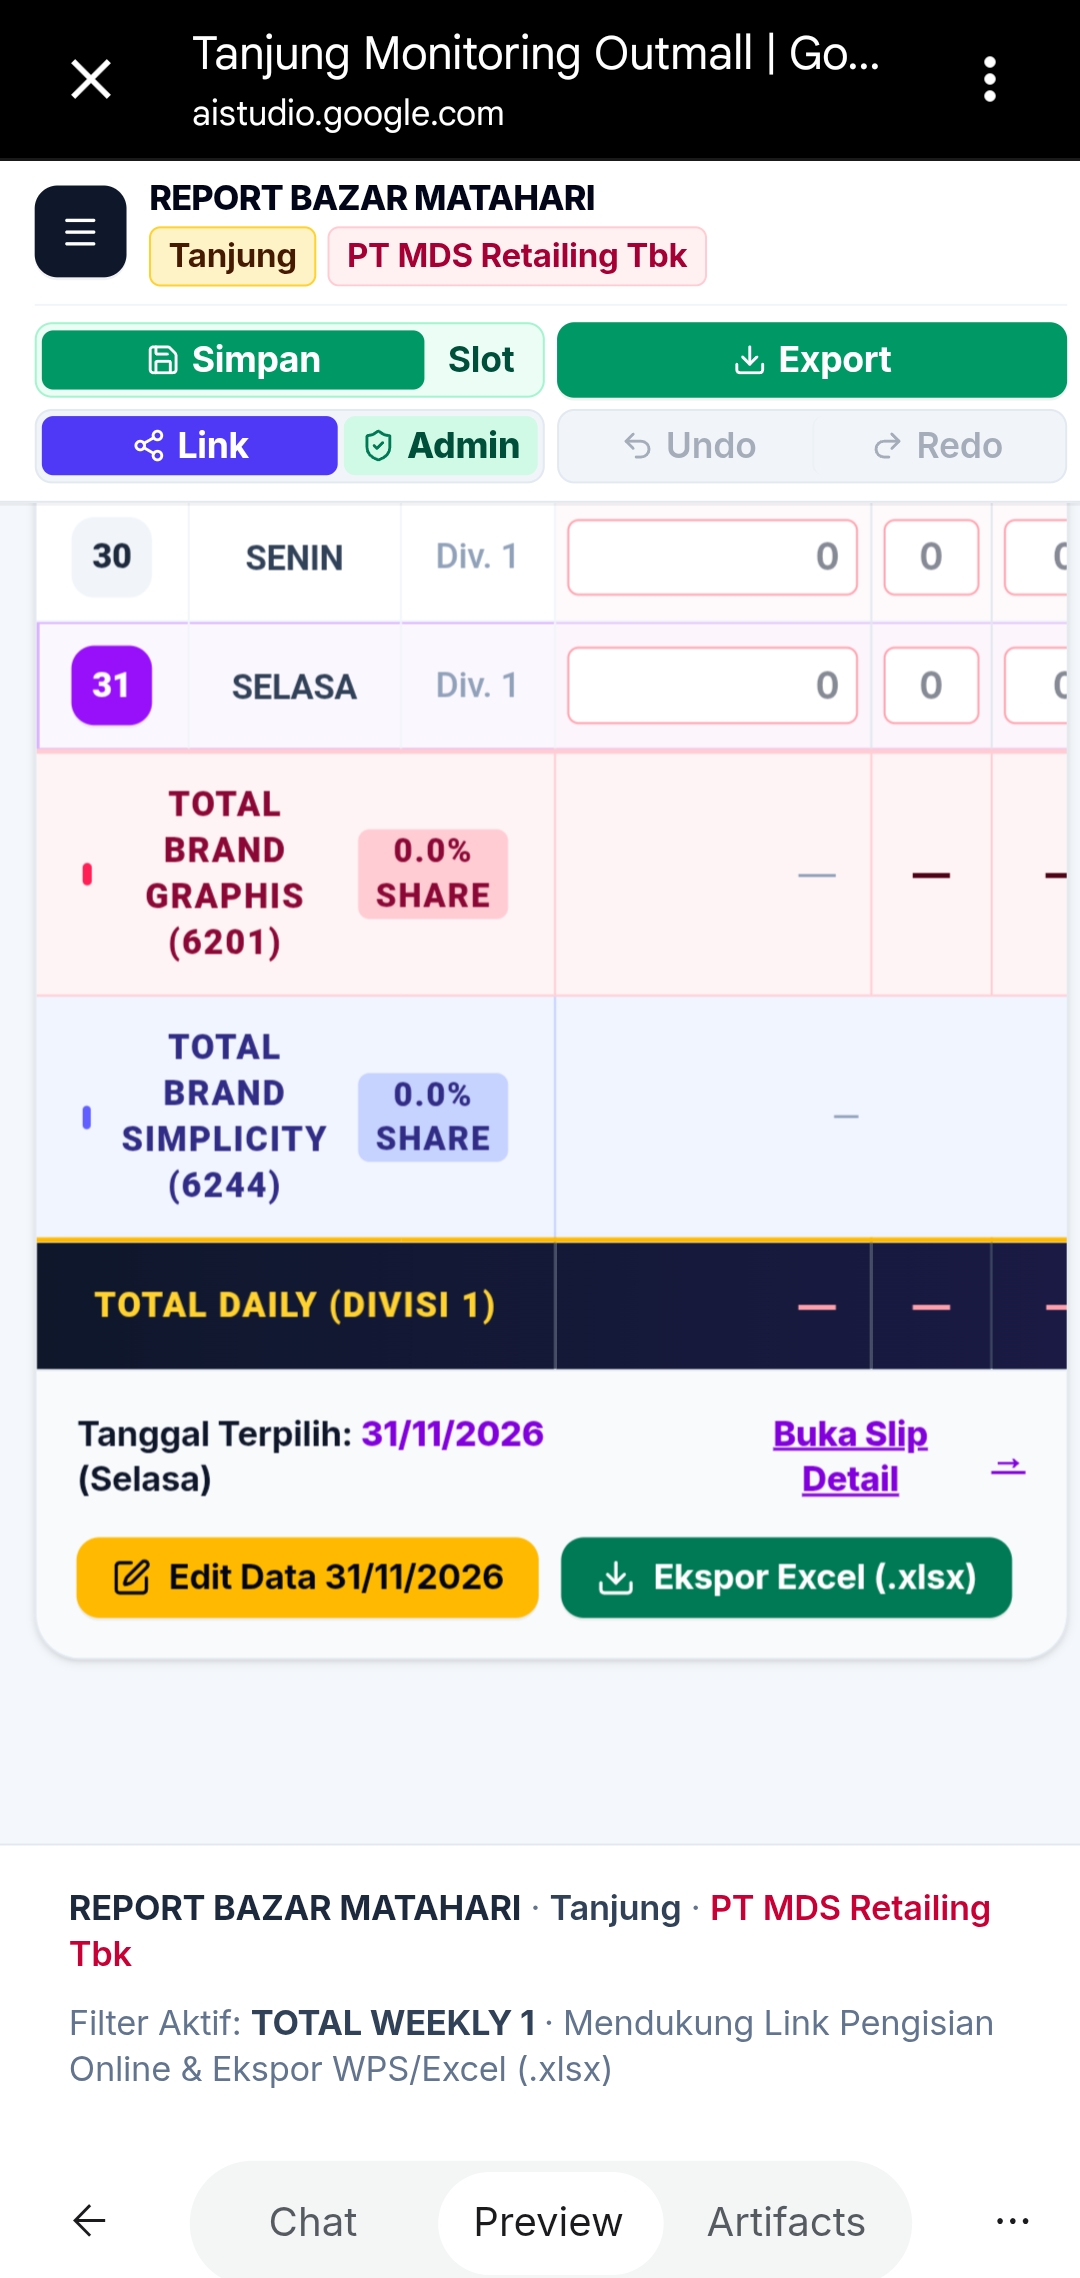 Tanjung Monitoring Outmall | Go...
aistudio.google.com
REPORT BAZAR MATAHARI
Tanjung
PT MDS Retailing Tbk
Simpan
Slot
Export
Link
Admin
Undo
Redo
30
SENIN
Div. 1
0
0
0
31
SELASA
Div. 1
0
0
0
TOTAL
BRAND
GRAPHIS
(6201)
0.0%
SHARE
—
—
—
TOTAL
BRAND
SIMPLICITY
(6244)
0.0%
SHARE
—
TOTAL DAILY (DIVISI 1)
—
—
—
Tanggal Terpilih: 31/11/2026
(Selasa)
Buka Slip
Detail
→
Edit Data 31/11/2026
Ekspor Excel (.xlsx)
REPORT BAZAR MATAHARI · Tanjung · PT MDS Retailing
Tbk
Filter Aktif: TOTAL WEEKLY 1 · Mendukung Link Pengisian
Online & Ekspor WPS/Excel (.xlsx)
Chat
Preview
Artifacts